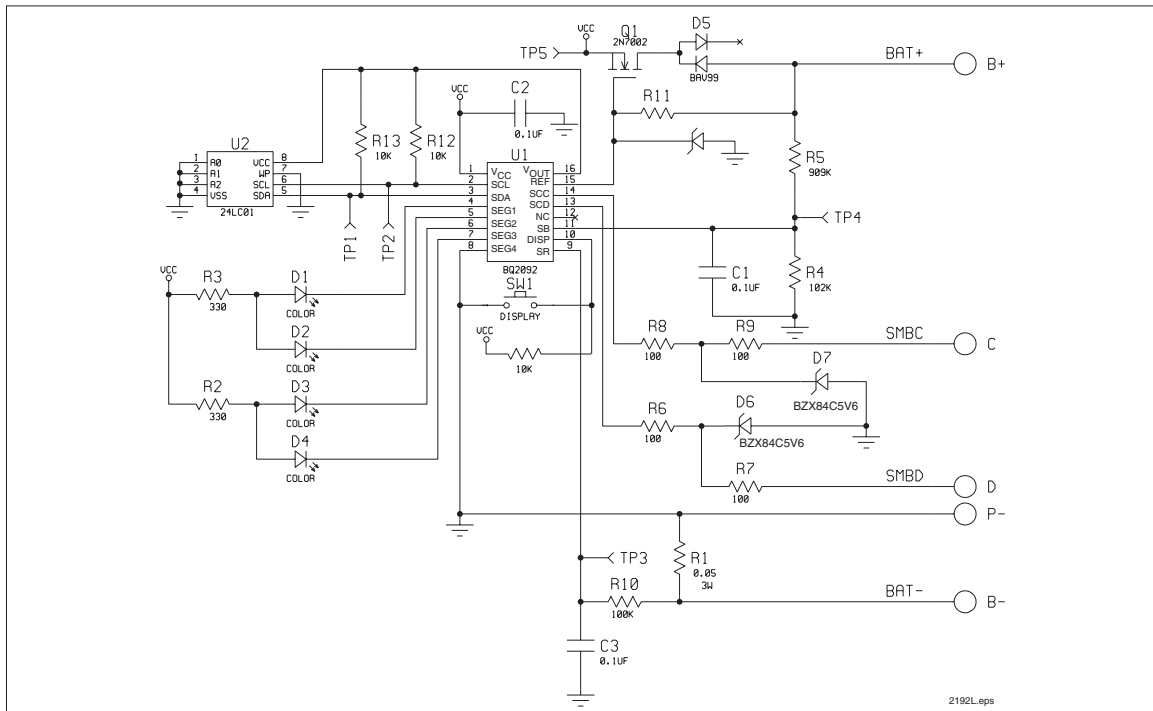 VCC
Q1
2N7002
D5
TP5
BAV99
BAT+
B+
C2
0.1UF
VCC
R11
R13
10K
R12
10K
U2
1 A0 VCC 8
2 A1 WP 7
3 A2 SCL 6
4 VSS SDA 5
24LC01
U1
1 VCC VOUT 16
2 SCL REF 15
3 SDA SCC 14
4 SEG1 SCD 13
5 SEG2 NC 12
6 SEG3 SB 11
7 SEG4 DISP 10
8 SR 9
BQ2092
R5
909K
TP4
TP1
TP2
C1
0.1UF
R4
102K
VCC
R3
330
D1
COLOR
D2
COLOR
SW1
DISPLAY
VCC
10K
R8
100
R9
100
SMBC
C
D7
BZX84C5V6
R2
330
D3
COLOR
D4
COLOR
R6
100
D6
BZX84C5V6
R7
100
SMBD
D
P-
TP3
R1
0.05
3W
R10
100K
BAT-
B-
C3
0.1UF
2192L.eps